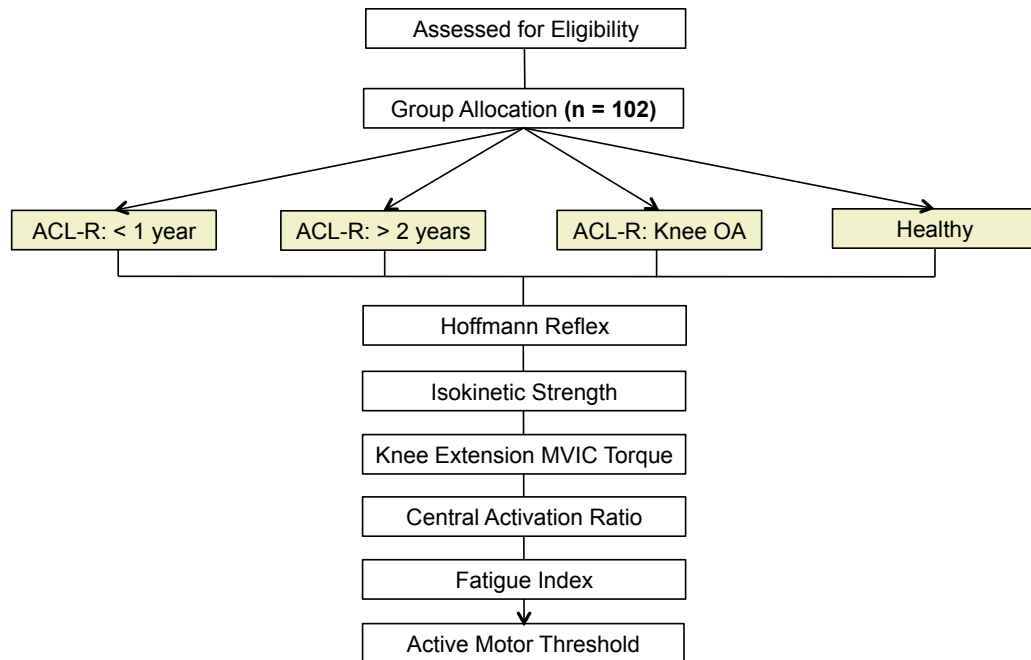 Assessed for Eligibility
Group Allocation (n = 102)
ACL-R: < 1 year
ACL-R: > 2 years
ACL-R: Knee OA
Healthy
Hoffmann Reflex
Isokinetic Strength
Knee Extension MVIC Torque
Central Activation Ratio
Fatigue Index
Active Motor Threshold